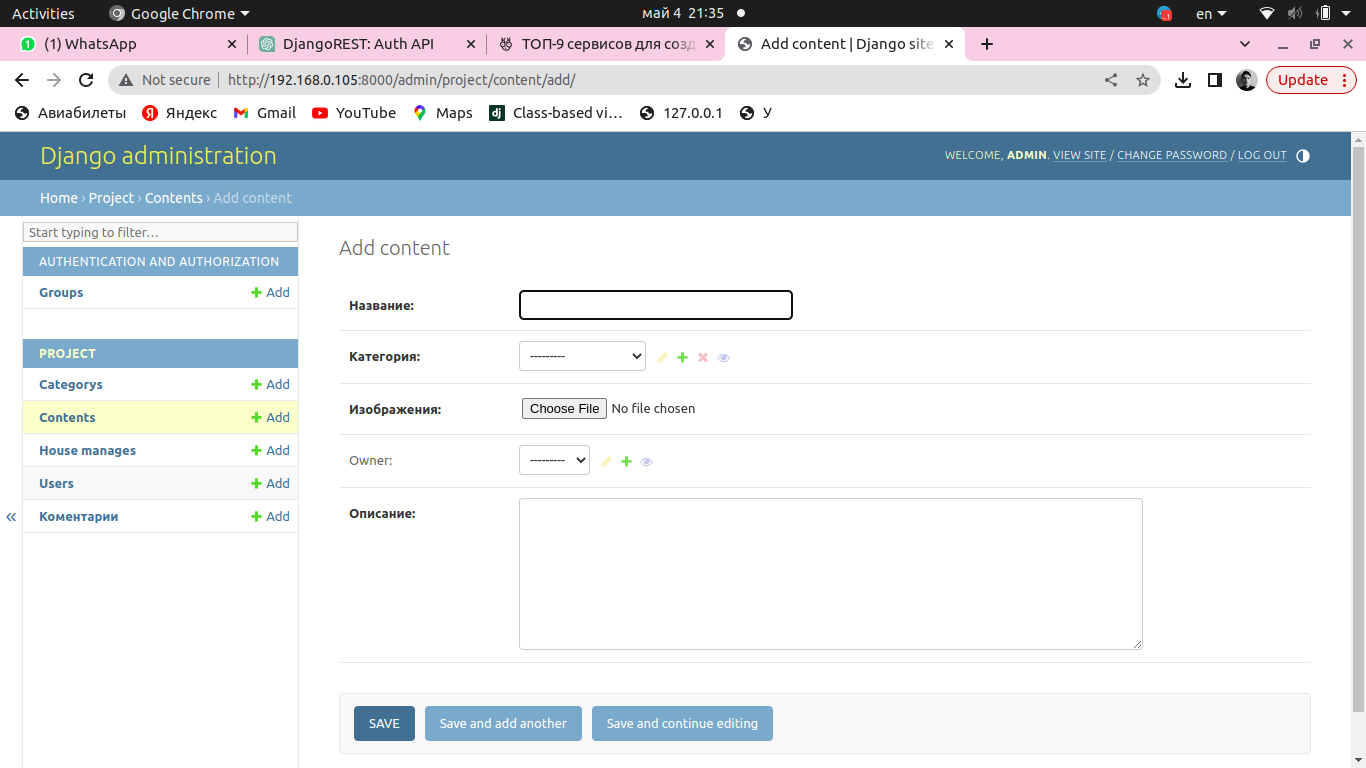 Activities Google Chrome май 4 21:35 en
(1) WhatsApp DjangoREST: Auth API ТОП-9 сервисов для созд Add content | Django site
Not secure http://192.168.0.105:8000/admin/project/content/add/ Update
Авиабилеты Яндекс Gmail YouTube Maps Class-based vi… 127.0.0.1 У
Django administration WELCOME, ADMIN. VIEW SITE / CHANGE PASSWORD / LOG OUT
Home › Project › Contents › Add content
Start typing to filter…
AUTHENTICATION AND AUTHORIZATION
Groups Add
PROJECT
Categorys Add
Contents Add
House manages Add
Users Add
« Коментарии Add
Add content
Название:
Категория: ---------
Изображения: Choose File No file chosen
Owner: ---------
Описание:
SAVE Save and add another Save and continue editing